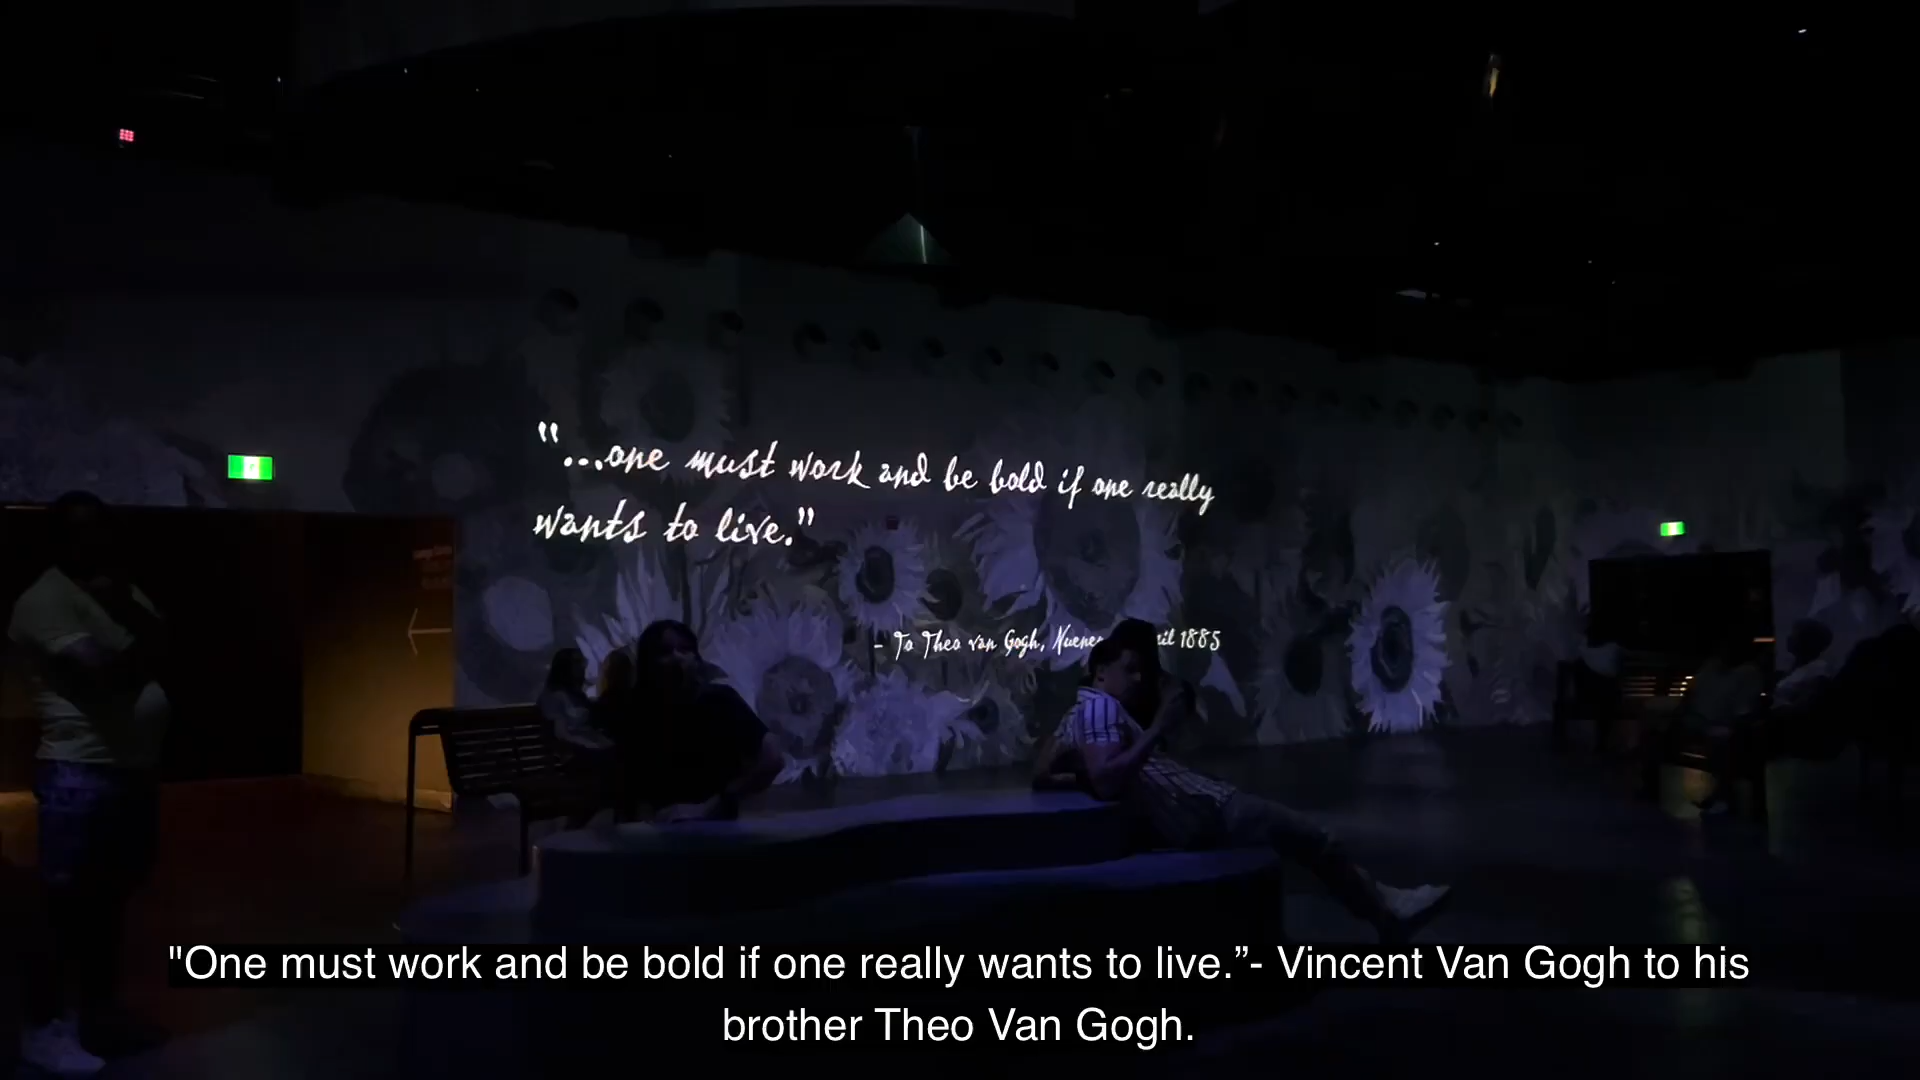 "...one must work and be bold if one really
wants to live."
- To Theo van Gogh, 1885
"One must work and be bold if one really wants to live.”- Vincent Van Gogh to his
brother Theo Van Gogh.